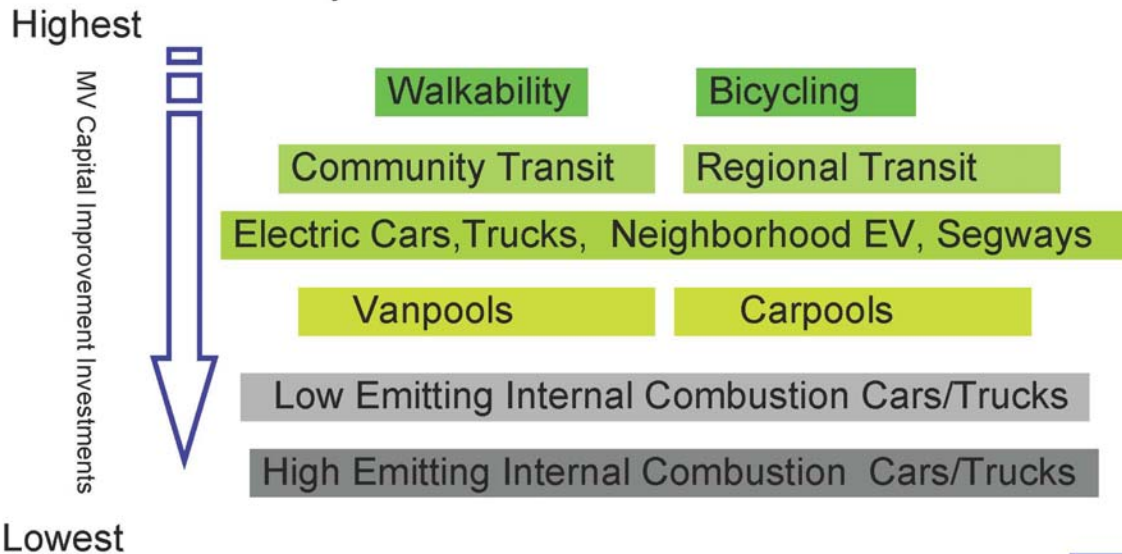 Highest
MV Capital Improvement Investments
Walkability
Bicycling
Community Transit
Regional Transit
Electric Cars,Trucks, Neighborhood EV, Segways
Vanpools
Carpools
Low Emitting Internal Combustion Cars/Trucks
High Emitting Internal Combustion Cars/Trucks
Lowest